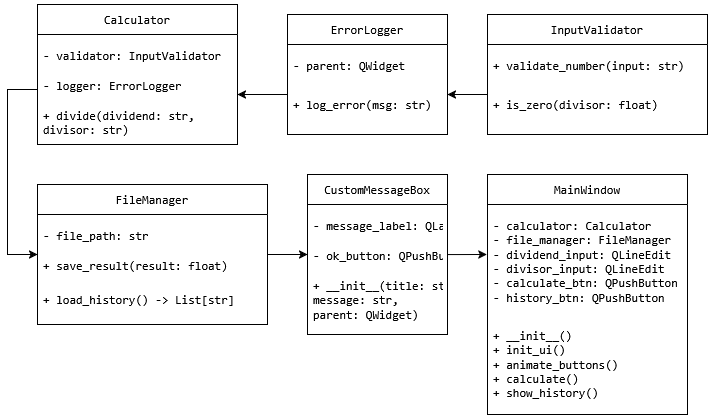 Calculator
- validator: InputValidator
- logger: ErrorLogger
+ divide(dividend: str,
divisor: str)
ErrorLogger
- parent: QWidget
+ log_error(msg: str)
InputValidator
+ validate_number(input: str)
+ is_zero(divisor: float)
FileManager
- file_path: str
+ save_result(result: float)
+ load_history() -> List[str]
CustomMessageBox
- message_label: QLa
- ok_button: QPushBu
+ __init__(title: st
message: str,
parent: QWidget)
MainWindow
- calculator: Calculator
- file_manager: FileManager
- dividend_input: QLineEdit
- divisor_input: QLineEdit
- calculate_btn: QPushButton
- history_btn: QPushButton
+ __init__()
+ init_ui()
+ animate_buttons()
+ calculate()
+ show_history()